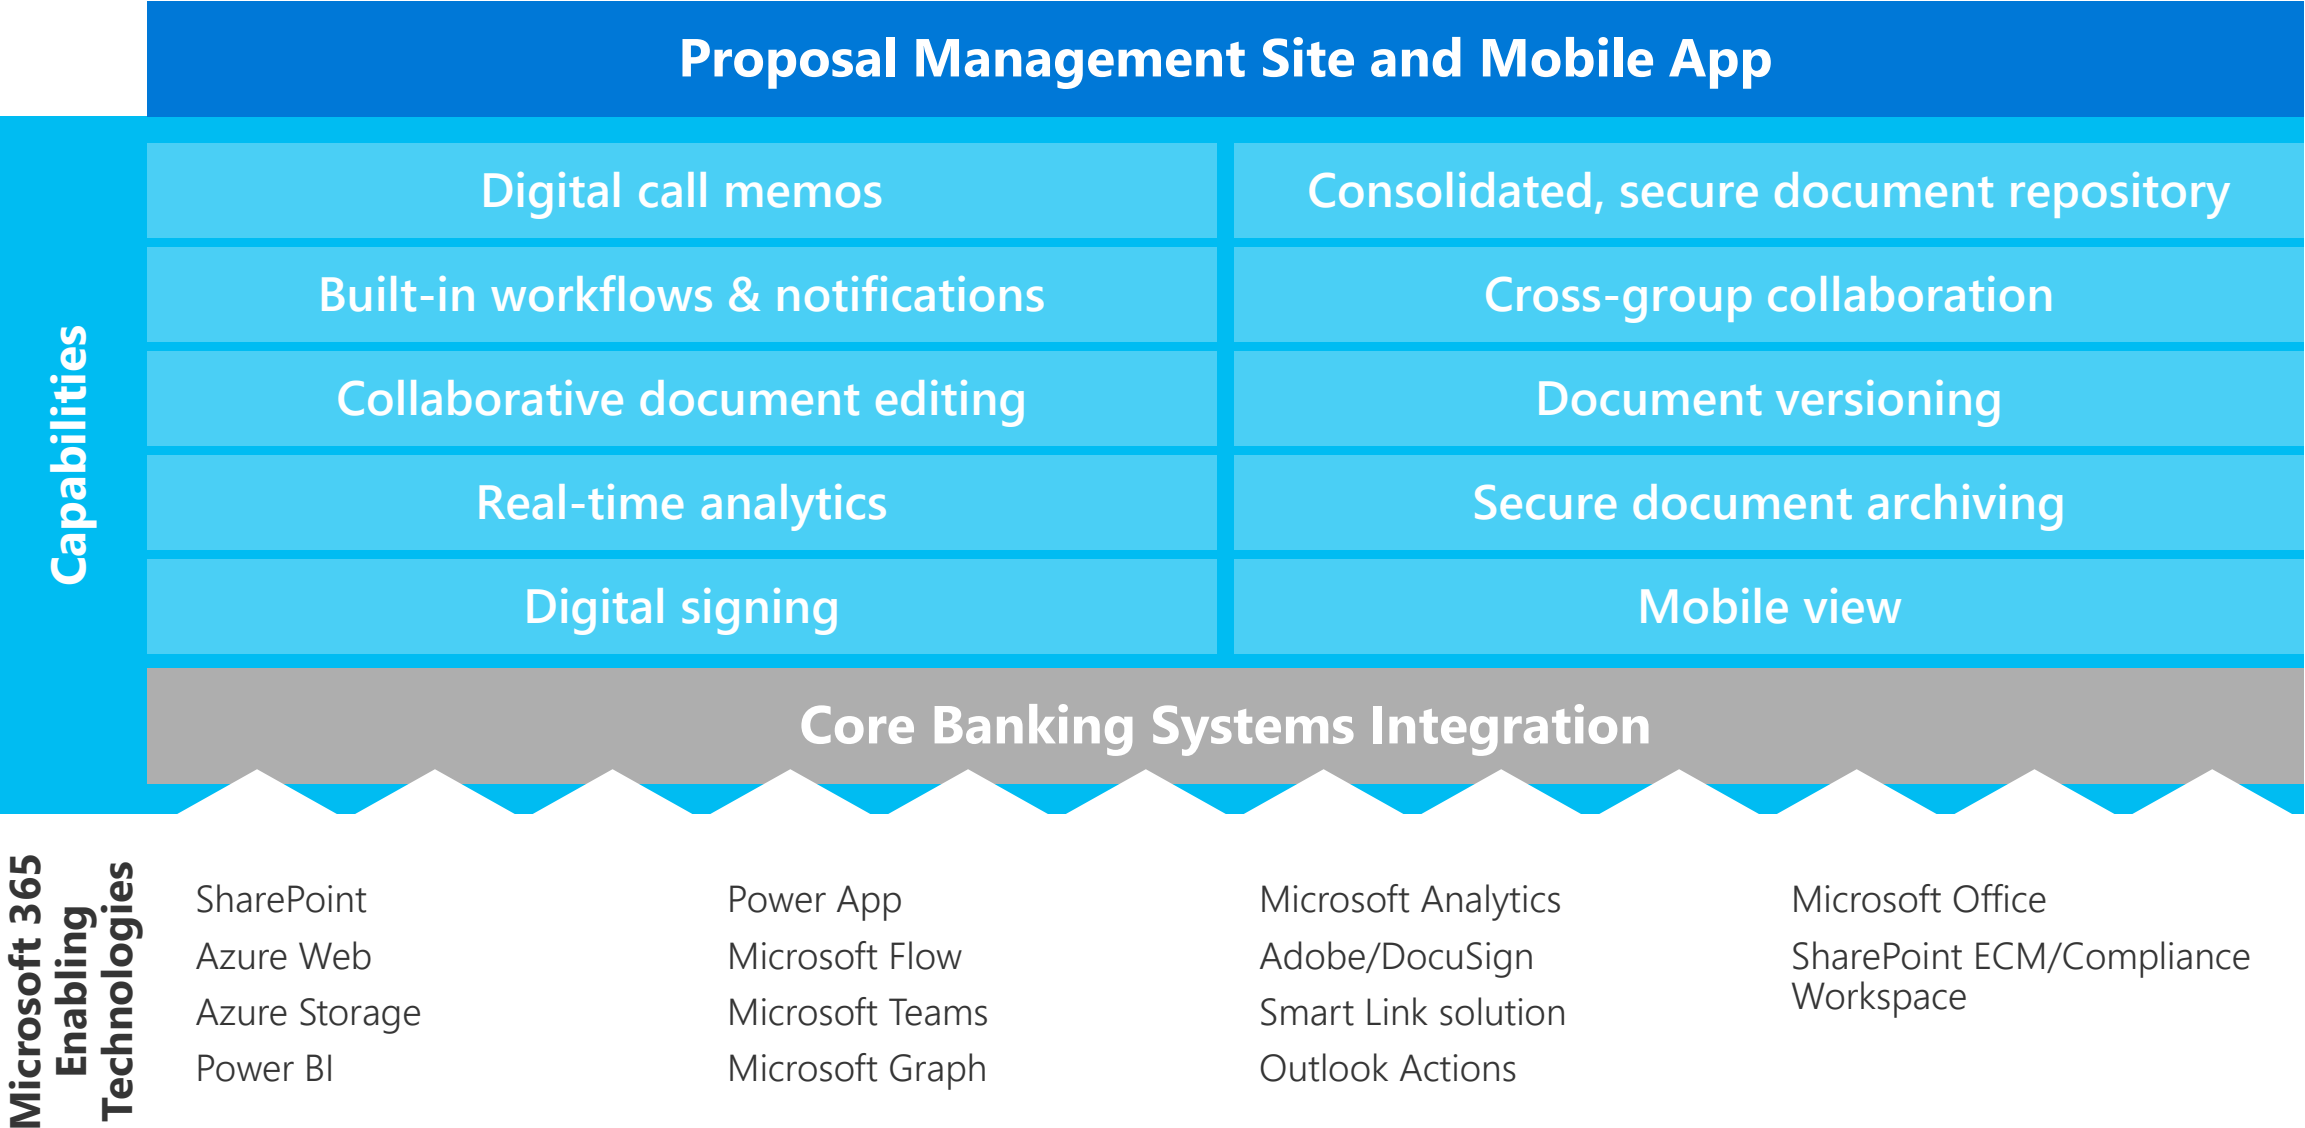 Proposal Management Site and Mobile App
Capabilities
Digital call memos
Consolidated, secure document repository
Built-in workflows & notifications
Cross-group collaboration
Collaborative document editing
Document versioning
Real-time analytics
Secure document archiving
Digital signing
Mobile view
Core Banking Systems Integration
Microsoft 365
Enabling
Technologies
SharePoint
Azure Web
Azure Storage
Power BI
Power App
Microsoft Flow
Microsoft Teams
Microsoft Graph
Microsoft Analytics
Adobe/DocuSign
Smart Link solution
Outlook Actions
Microsoft Office
SharePoint ECM/Compliance
Workspace